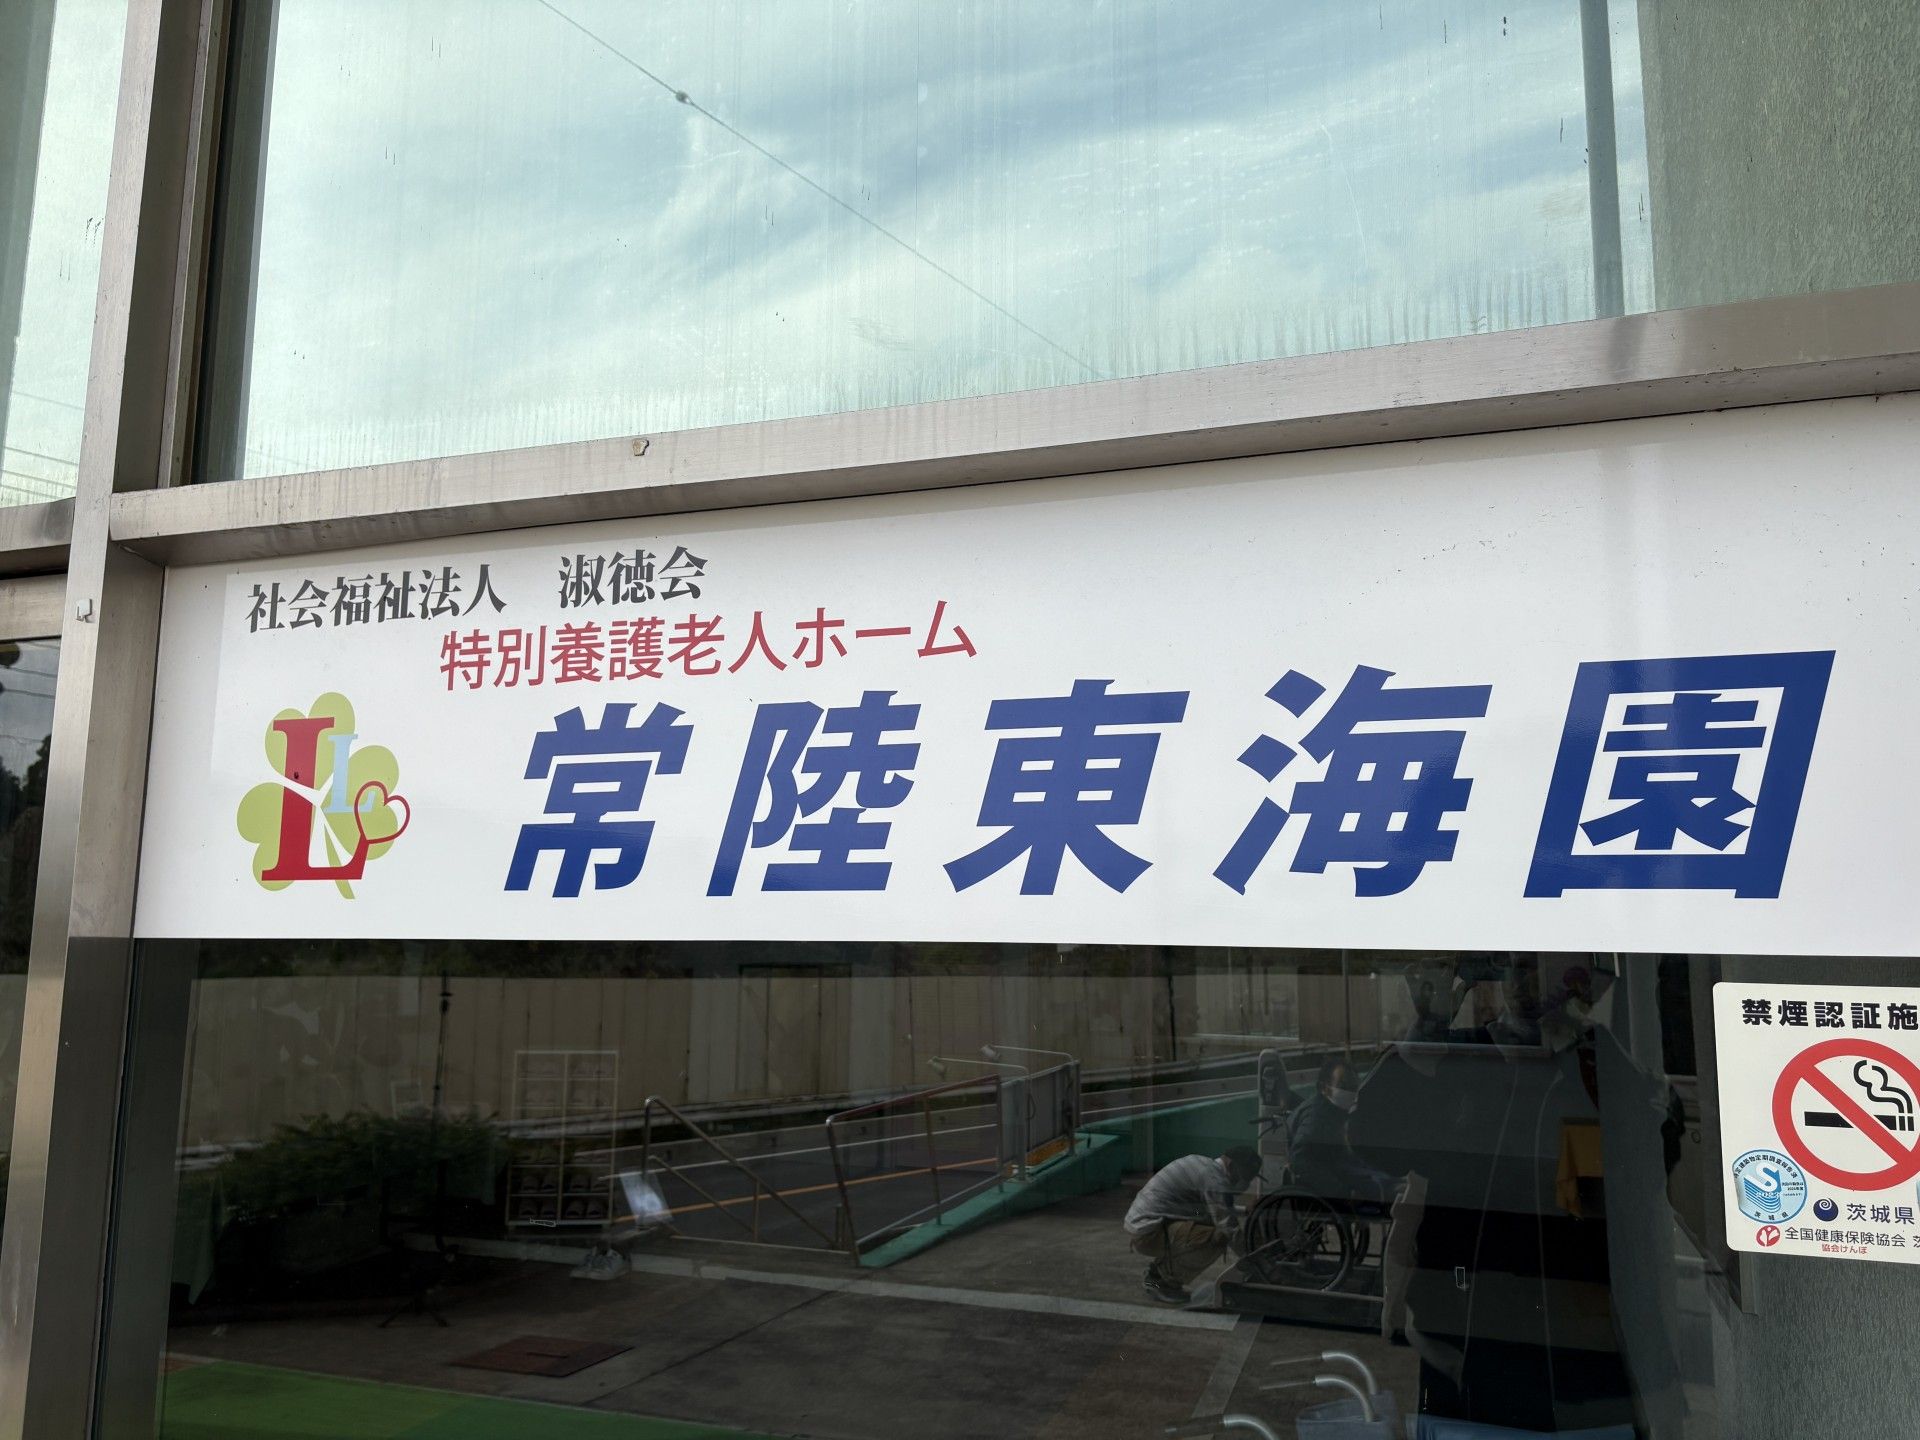 社会福祉法人　淑徳会
特別養護老人ホーム
LL
常陸東海園
禁煙認証施
茨城県
全国健康保険協会
協会けんぽ